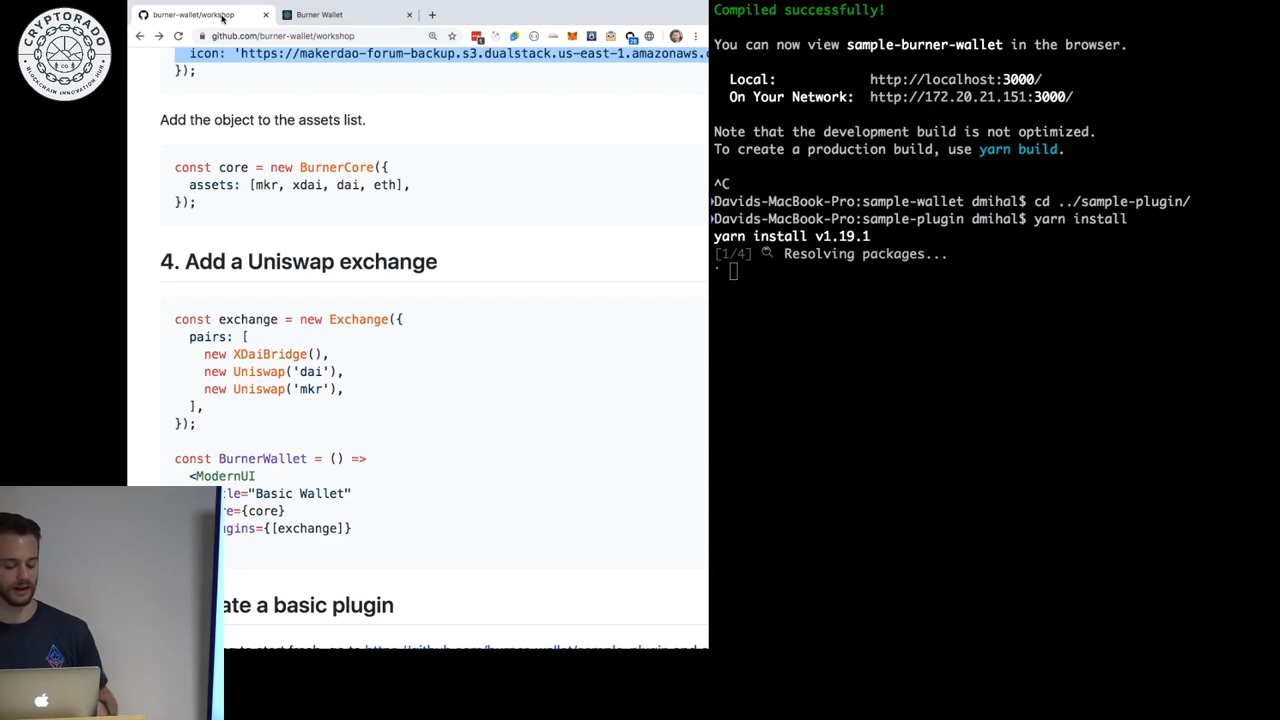 CRYPTORADO
BLOCKCHAIN INNOVATION HUB
CO
burner-wallet/workshop
Burner Wallet
github.com/burner-wallet/workshop
icon: 'https://makerdao-forum-backup.s3.dualstack.us-east-1.amazonaws.
});
Add the object to the assets list.
const core = new BurnerCore({
assets: [mkr, xdai, dai, eth],
});
4. Add a Uniswap exchange
const exchange = new Exchange({
pairs: [
new XDaiBridge(),
new Uniswap('dai'),
new Uniswap('mkr'),
],
});
const BurnerWallet = () =>
<ModernUI
tle="Basic Wallet"
re={core}
ugins={[exchange]}
ate a basic plugin
Compiled successfully!
You can now view sample-burner-wallet in the browser.
Local: http://localhost:3000/
On Your Network: http://172.20.21.151:3000/
Note that the development build is not optimized.
To create a production build, use yarn build.
^C
Davids-MacBook-Pro:sample-wallet dmihal$ cd ../sample-plugin/
Davids-MacBook-Pro:sample-plugin dmihal$ yarn install
yarn install v1.19.1
[1/4] 🔍 Resolving packages...